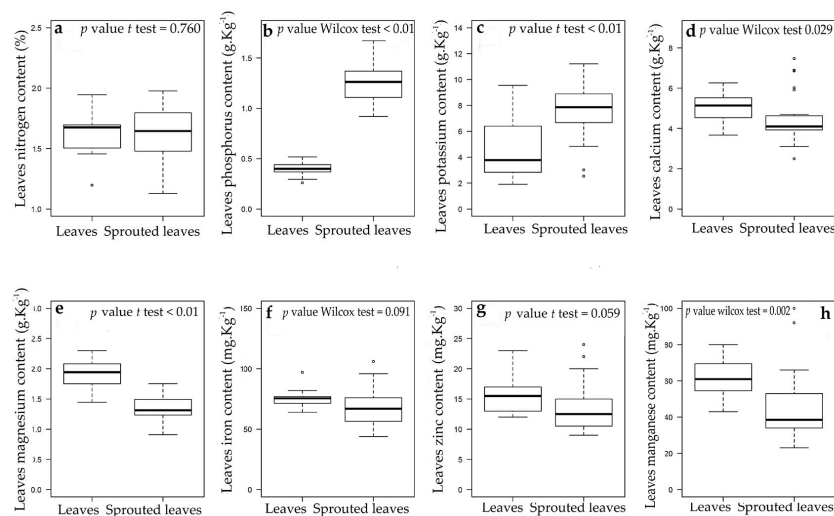 a
p value t test = 0.760
Leaves nitrogen content (%)
2.5
2.0
1.5
1.0
Leaves Sprouted leaves
b p value Wilcox test < 0.01
Leaves phosphorus content (g.Kg-1)
1.5
1.0
0.5
0.0
Leaves Sprouted leaves
c
p value t test < 0.01
Leaves potassium content (g.Kg-1)
14
12
10
8
6
4
2
0
Leaves Sprouted leaves
d p value Wilcox test 0.029
Leaves calcium content (g.Kg-1)
8
6
4
2
0
Leaves Sprouted leaves
e
p value t test < 0.01
Leaves magnesium content (g.Kg-1)
.0
2.5
2.0
1.5
1.0
0.5
0.0
Leaves Sprouted leaves
f p value Wilcox test = 0.091
Leaves iron content (mg.Kg-1)
150
100
50
0
Leaves Sprouted leaves
g
p value t test = 0.059
Leaves zinc content (mg.Kg-1)
30
25
20
15
10
5
0
Leaves Sprouted leaves
p value wilcox test = 0.002 h
Leaves manganese content (mg.Kg-1)
100
80
40
20
0
Leaves Sprouted leaves